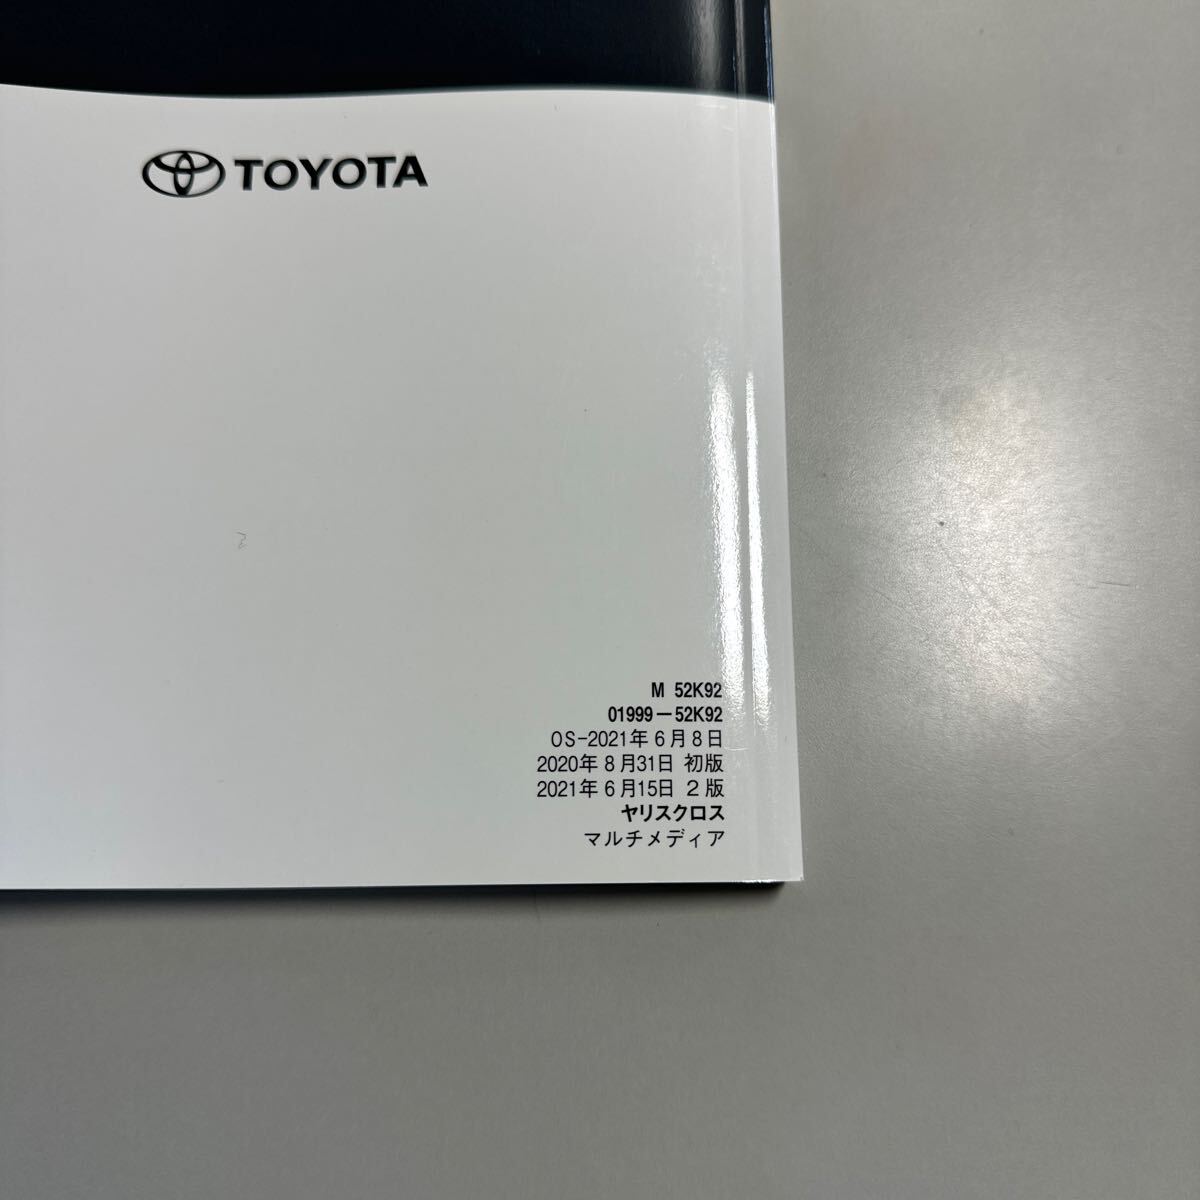 TOYOTA
M 52K92
01999−52K92
OS-2021年6月8日
2020年8月31日 初版
2021年6月15日 2版
ヤリスクロス
マルチメディア